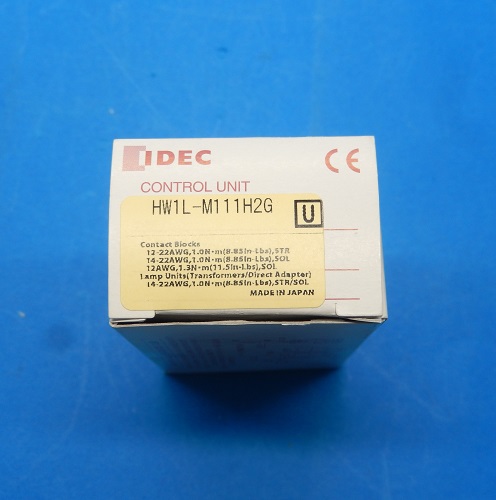 IDEC
CE
CONTROL UNIT
HW1L-M111H2G
U
Contact Blocks
12-22AWG,1.0N·m(8.85in-Lbs),STR
14-22AWG,1.0N·m(8.85in-Lbs),SOL
12AWG,1.3N·m(11.5in-Lbs),SOL
Lamp Units(Transformers/Direct Adapter)
14-22AWG,1.0N·m(8.85in-Lbs),STR/SOL
MADE IN JAPAN